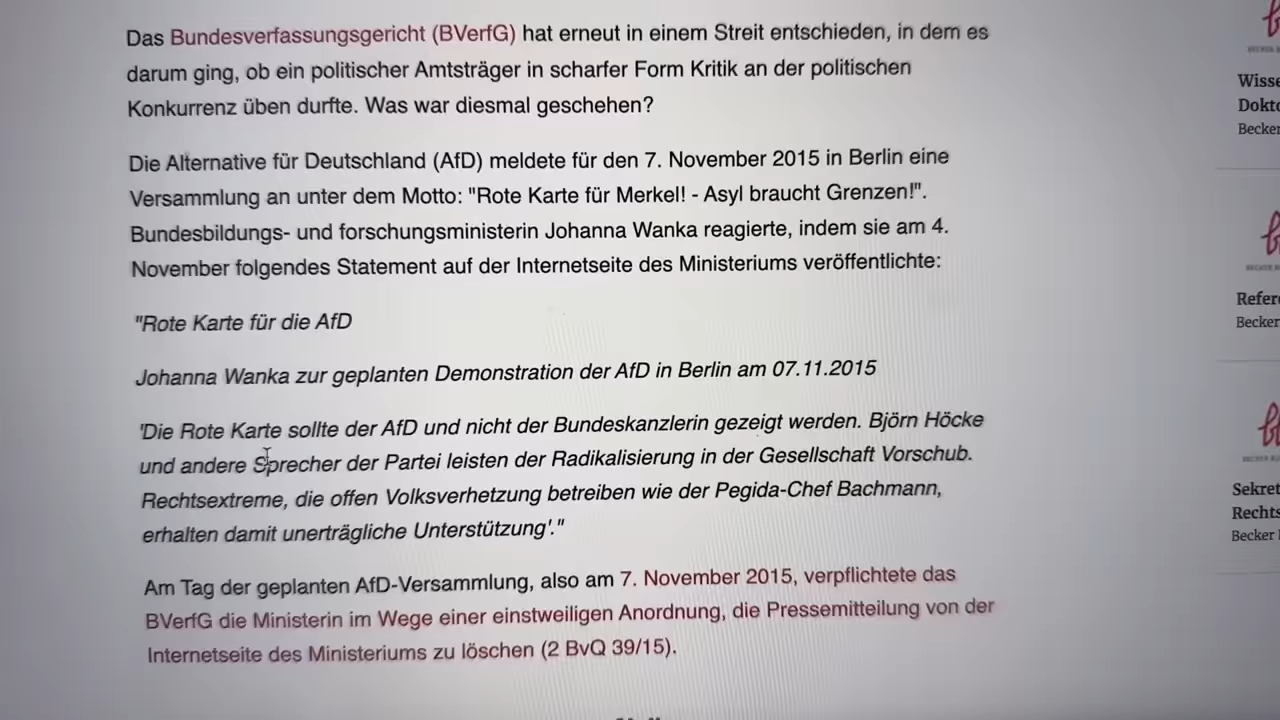 Das Bundesverfassungsgericht (BVerfG) hat erneut in einem Streit entschieden, in dem es
darum ging, ob ein politischer Amtsträger in scharfer Form Kritik an der politischen
Konkurrenz üben durfte. Was war diesmal geschehen?
Die Alternative für Deutschland (AfD) meldete für den 7. November 2015 in Berlin eine
Versammlung an unter dem Motto: "Rote Karte für Merkel! - Asyl braucht Grenzen!".
Bundesbildungs- und forschungsministerin Johanna Wanka reagierte, indem sie am 4.
November folgendes Statement auf der Internetseite des Ministeriums veröffentlichte:
"Rote Karte für die AfD
Johanna Wanka zur geplanten Demonstration der AfD in Berlin am 07.11.2015
'Die Rote Karte sollte der AfD und nicht der Bundeskanzlerin gezeigt werden. Björn Höcke
und andere Sprecher der Partei leisten der Radikalisierung in der Gesellschaft Vorschub.
Rechtsextreme, die offen Volksverhetzung betreiben wie der Pegida-Chef Bachmann,
erhalten damit unerträgliche Unterstützung'."
Am Tag der geplanten AfD-Versammlung, also am 7. November 2015, verpflichtete das
BVerfG die Ministerin im Wege einer einstweiligen Anordnung, die Pressemitteilung von der
Internetseite des Ministeriums zu löschen (2 BvQ 39/15).
Wisse
Dokto
Becker
Refere
Becker
Sekret
Rechts
Becker